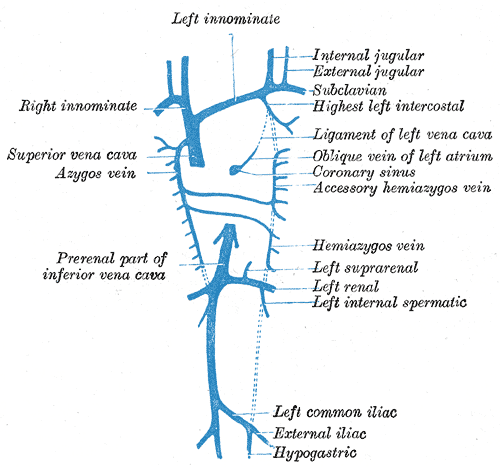 Left innominate
Internal jugular
External jugular
Subclavian
Right innominate
Highest left intercostal
Ligament of left vena cava
Superior vena cava
Oblique vein of left atrium
Azygos vein
Coronary sinus
Accessory hemiazygos vein
Hemiazygos vein
Prerenal part of
inferior vena cava
Left suprarenal
Left renal
Left internal spermatic
Left common iliac
External iliac
Hypogastric